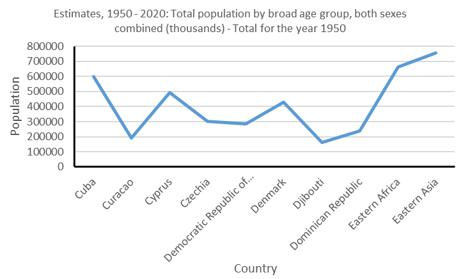 Estimates, 1950 - 2020: Total population by broad age group, both sexes
combined (thousands) - Total for the year 1950
Population
800000
700000
600000
500000
400000
300000
200000
100000
0
Cuba
Curacao
Cyprus
Czechia
Democratic Republic of...
Denmark
Djibouti
Dominican Republic
Eastern Africa
Eastern Asia
Country